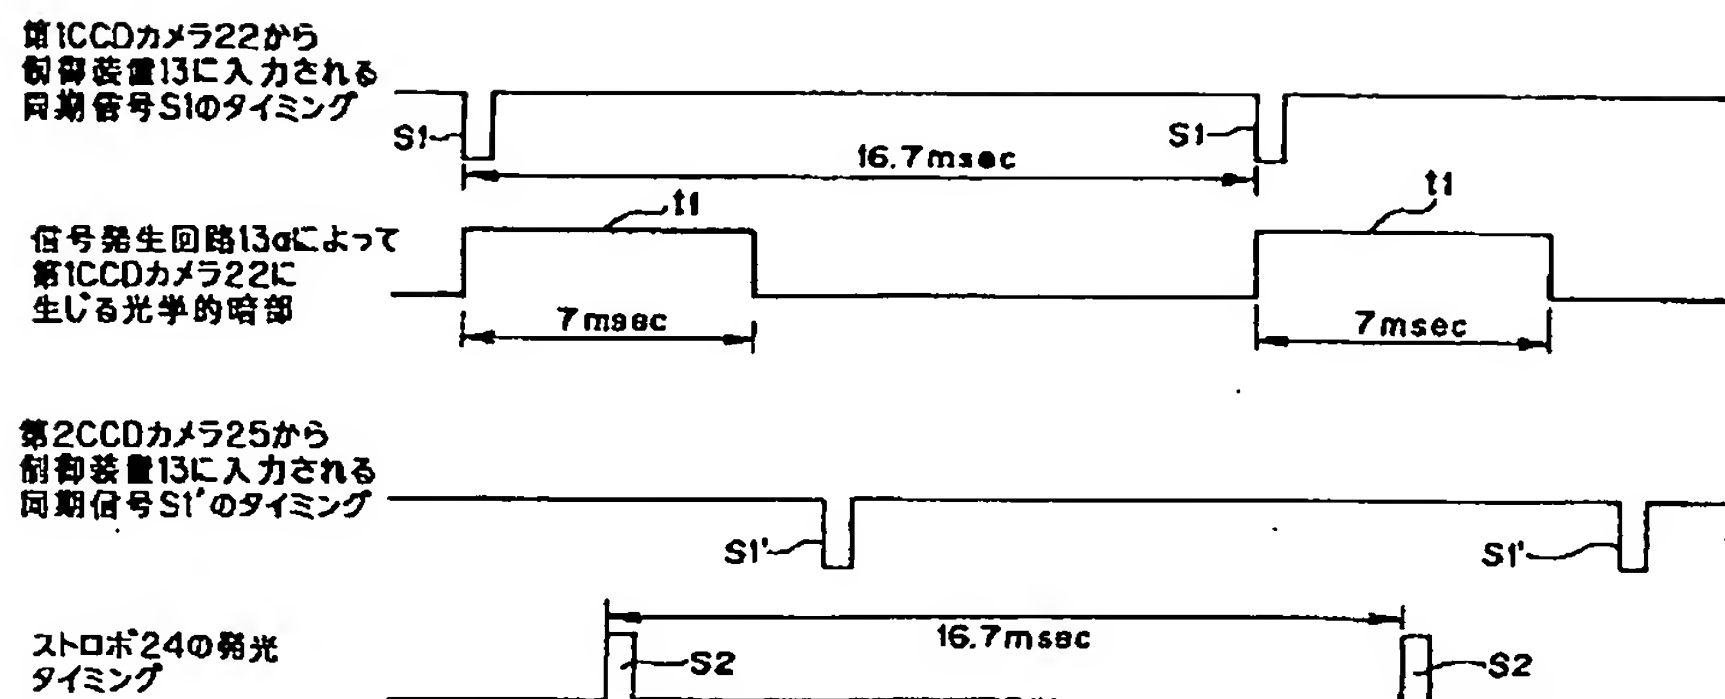 第1CCDカメラ22から
制御装置13に入力される
同期信号S1のタイミング
S1
S1
16.7msec
t1
t1
信号発生回路13aによって
第1CCDカメラ22に
生じる光学的暗部
7msec
7msec
第2CCDカメラ25から
制御装置13に入力される
同期信号S1'のタイミング
S1'
S1'
16.7msec
ストロボ24の発光
タイミング
S2
S2